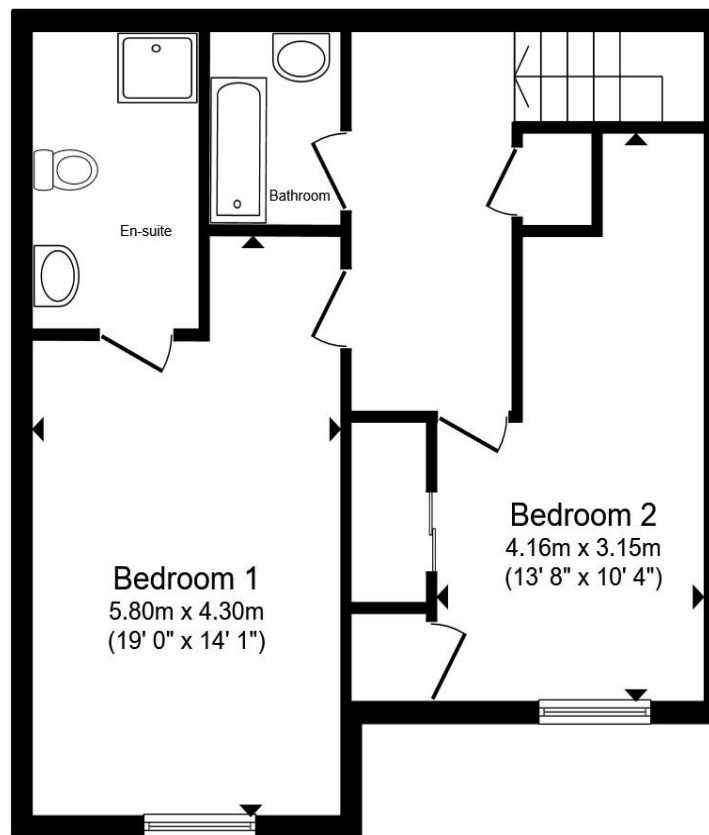 Bathroom
En-suite
Bedroom 2
4.16m x 3.15m
(13' 8" x 10' 4")
Bedroom 1
5.80m x 4.30m
(19' 0" x 14' 1")